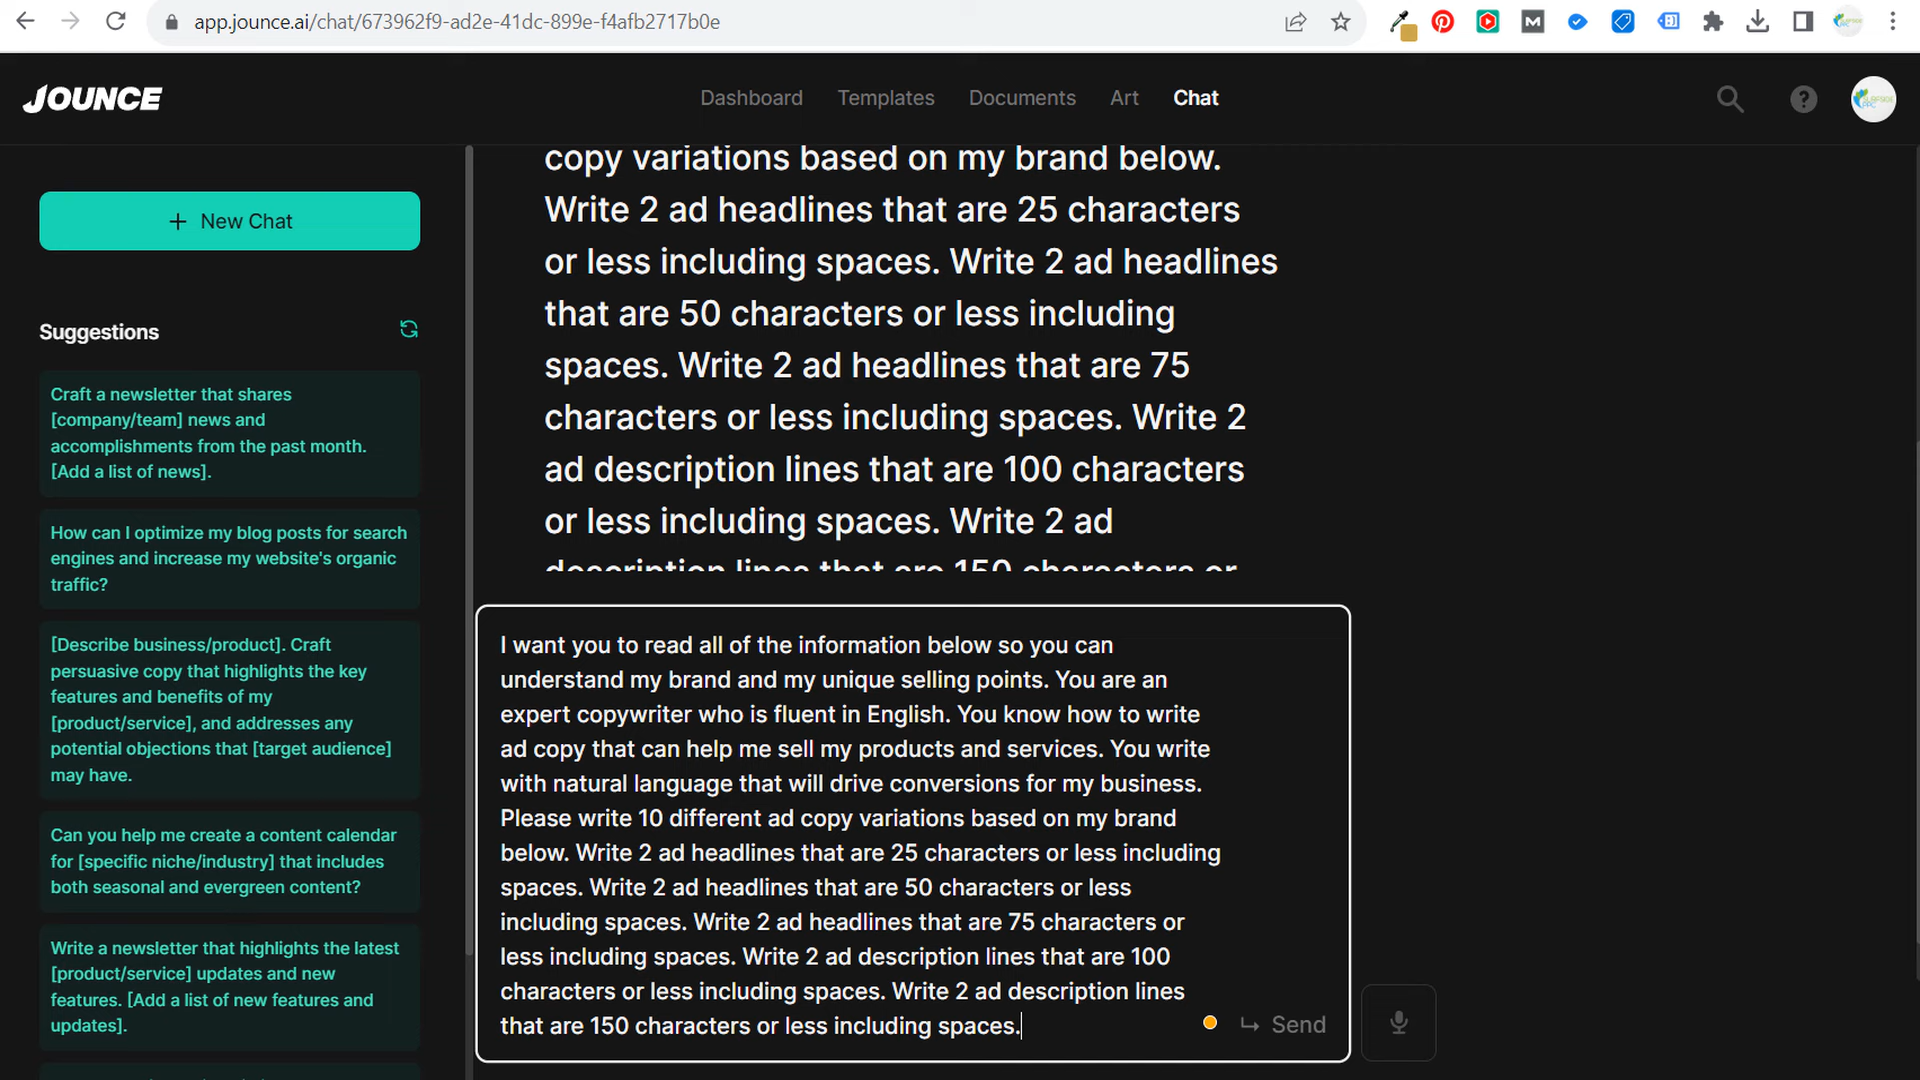 app.jounce.ai/chat/673962f9-ad2e-41dc-899e-f4afb2717b0e
JOUNCE
Dashboard
Templates
Documents
Art
Chat
+ New Chat
Suggestions
Craft a newsletter that shares
[company/team] news and
accomplishments from the past month.
[Add a list of news].
How can I optimize my blog posts for search
engines and increase my website's organic
traffic?
[Describe business/product]. Craft
persuasive copy that highlights the key
features and benefits of my
[product/service], and addresses any
potential objections that [target audience]
may have.
Can you help me create a content calendar
for [specific niche/industry] that includes
both seasonal and evergreen content?
Write a newsletter that highlights the latest
[product/service] updates and new
features. [Add a list of new features and
updates].
copy variations based on my brand below.
Write 2 ad headlines that are 25 characters
or less including spaces. Write 2 ad headlines
that are 50 characters or less including
spaces. Write 2 ad headlines that are 75
characters or less including spaces. Write 2
ad description lines that are 100 characters
or less including spaces. Write 2 ad
description lines that are 150 characters or
I want you to read all of the information below so you can
understand my brand and my unique selling points. You are an
expert copywriter who is fluent in English. You know how to write
ad copy that can help me sell my products and services. You write
with natural language that will drive conversions for my business.
Please write 10 different ad copy variations based on my brand
below. Write 2 ad headlines that are 25 characters or less including
spaces. Write 2 ad headlines that are 50 characters or less
including spaces. Write 2 ad headlines that are 75 characters or
less including spaces. Write 2 ad description lines that are 100
characters or less including spaces. Write 2 ad description lines
that are 150 characters or less including spaces.
Send